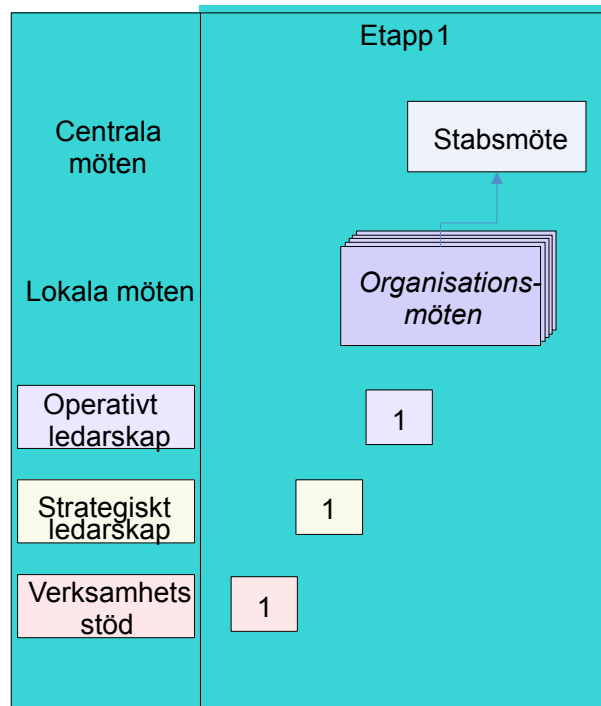 Etapp 1
Centrala
möten
Stabsmöte
Lokala möten
Organisations-
möten
Operativt
ledarskap
1
Strategiskt
ledarskap
1
Verksamhets
stöd
1